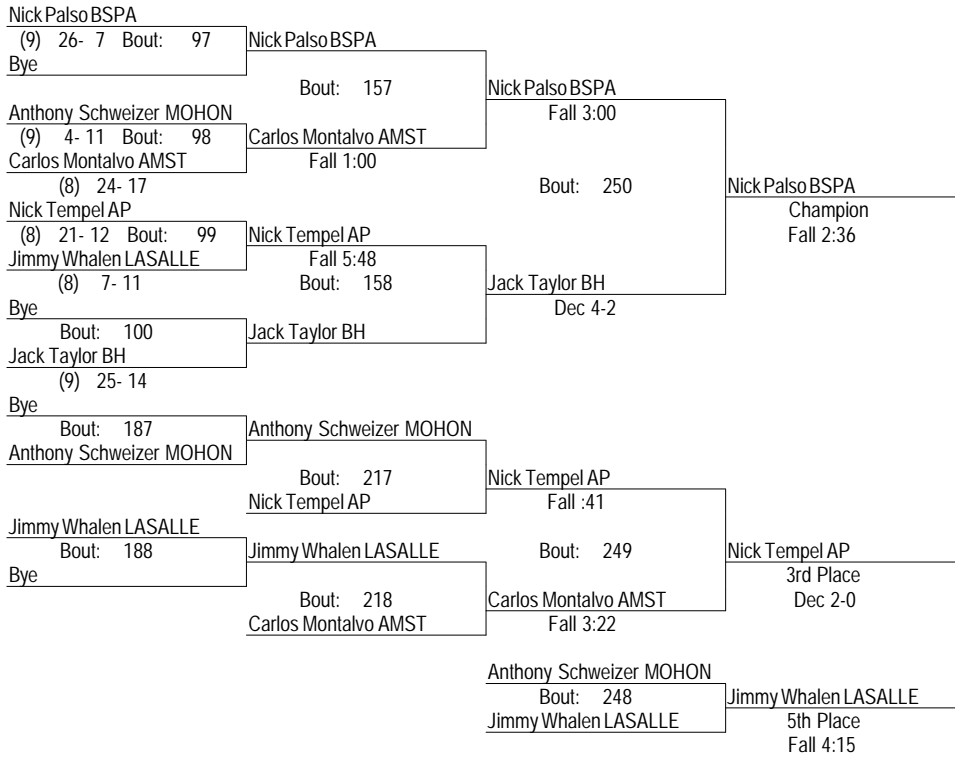 Nick Palso BSPA
(9) 26- 7 Bout: 97
Bye
Nick Palso BSPA
Bout: 157
Anthony Schweizer MOHON
(9) 4- 11 Bout: 98
Carlos Montalvo AMST
(8) 24- 17
Carlos Montalvo AMST
Fall 1:00
Nick Palso BSPA
Fall 3:00
Bout: 250
Nick Tempel AP
(8) 21- 12 Bout: 99
Jimmy Whalen LASALLE
(8) 7- 11
Nick Tempel AP
Fall 5:48
Bout: 158
Bye
Bout: 100
Jack Taylor BH
(9) 25- 14
Jack Taylor BH
Jack Taylor BH
Dec 4-2
Nick Palso BSPA
Champion
Fall 2:36
Bye
Bout: 187
Anthony Schweizer MOHON
Anthony Schweizer MOHON
Bout: 217
Nick Tempel AP
Nick Tempel AP
Fall :41
Jimmy Whalen LASALLE
Bout: 188
Bye
Jimmy Whalen LASALLE
Bout: 218
Carlos Montalvo AMST
Bout: 249
Carlos Montalvo AMST
Fall 3:22
Nick Tempel AP
3rd Place
Dec 2-0
Anthony Schweizer MOHON
Bout: 248
Jimmy Whalen LASALLE
Jimmy Whalen LASALLE
5th Place
Fall 4:15